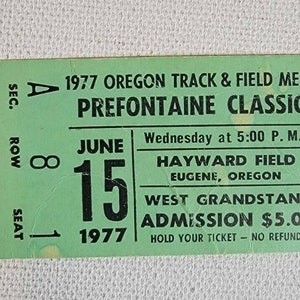 1977 OREGON TRACK & FIELD ME
PREFONTAINE CLASSIC
SEC. A
ROW 8
SEAT 1
JUNE
15
1977
Wednesday at 5:00 P. M.
HAYWARD FIELD
EUGENE, OREGON
WEST GRANDSTAN
ADMISSION $5.0
HOLD YOUR TICKET – NO REFUND